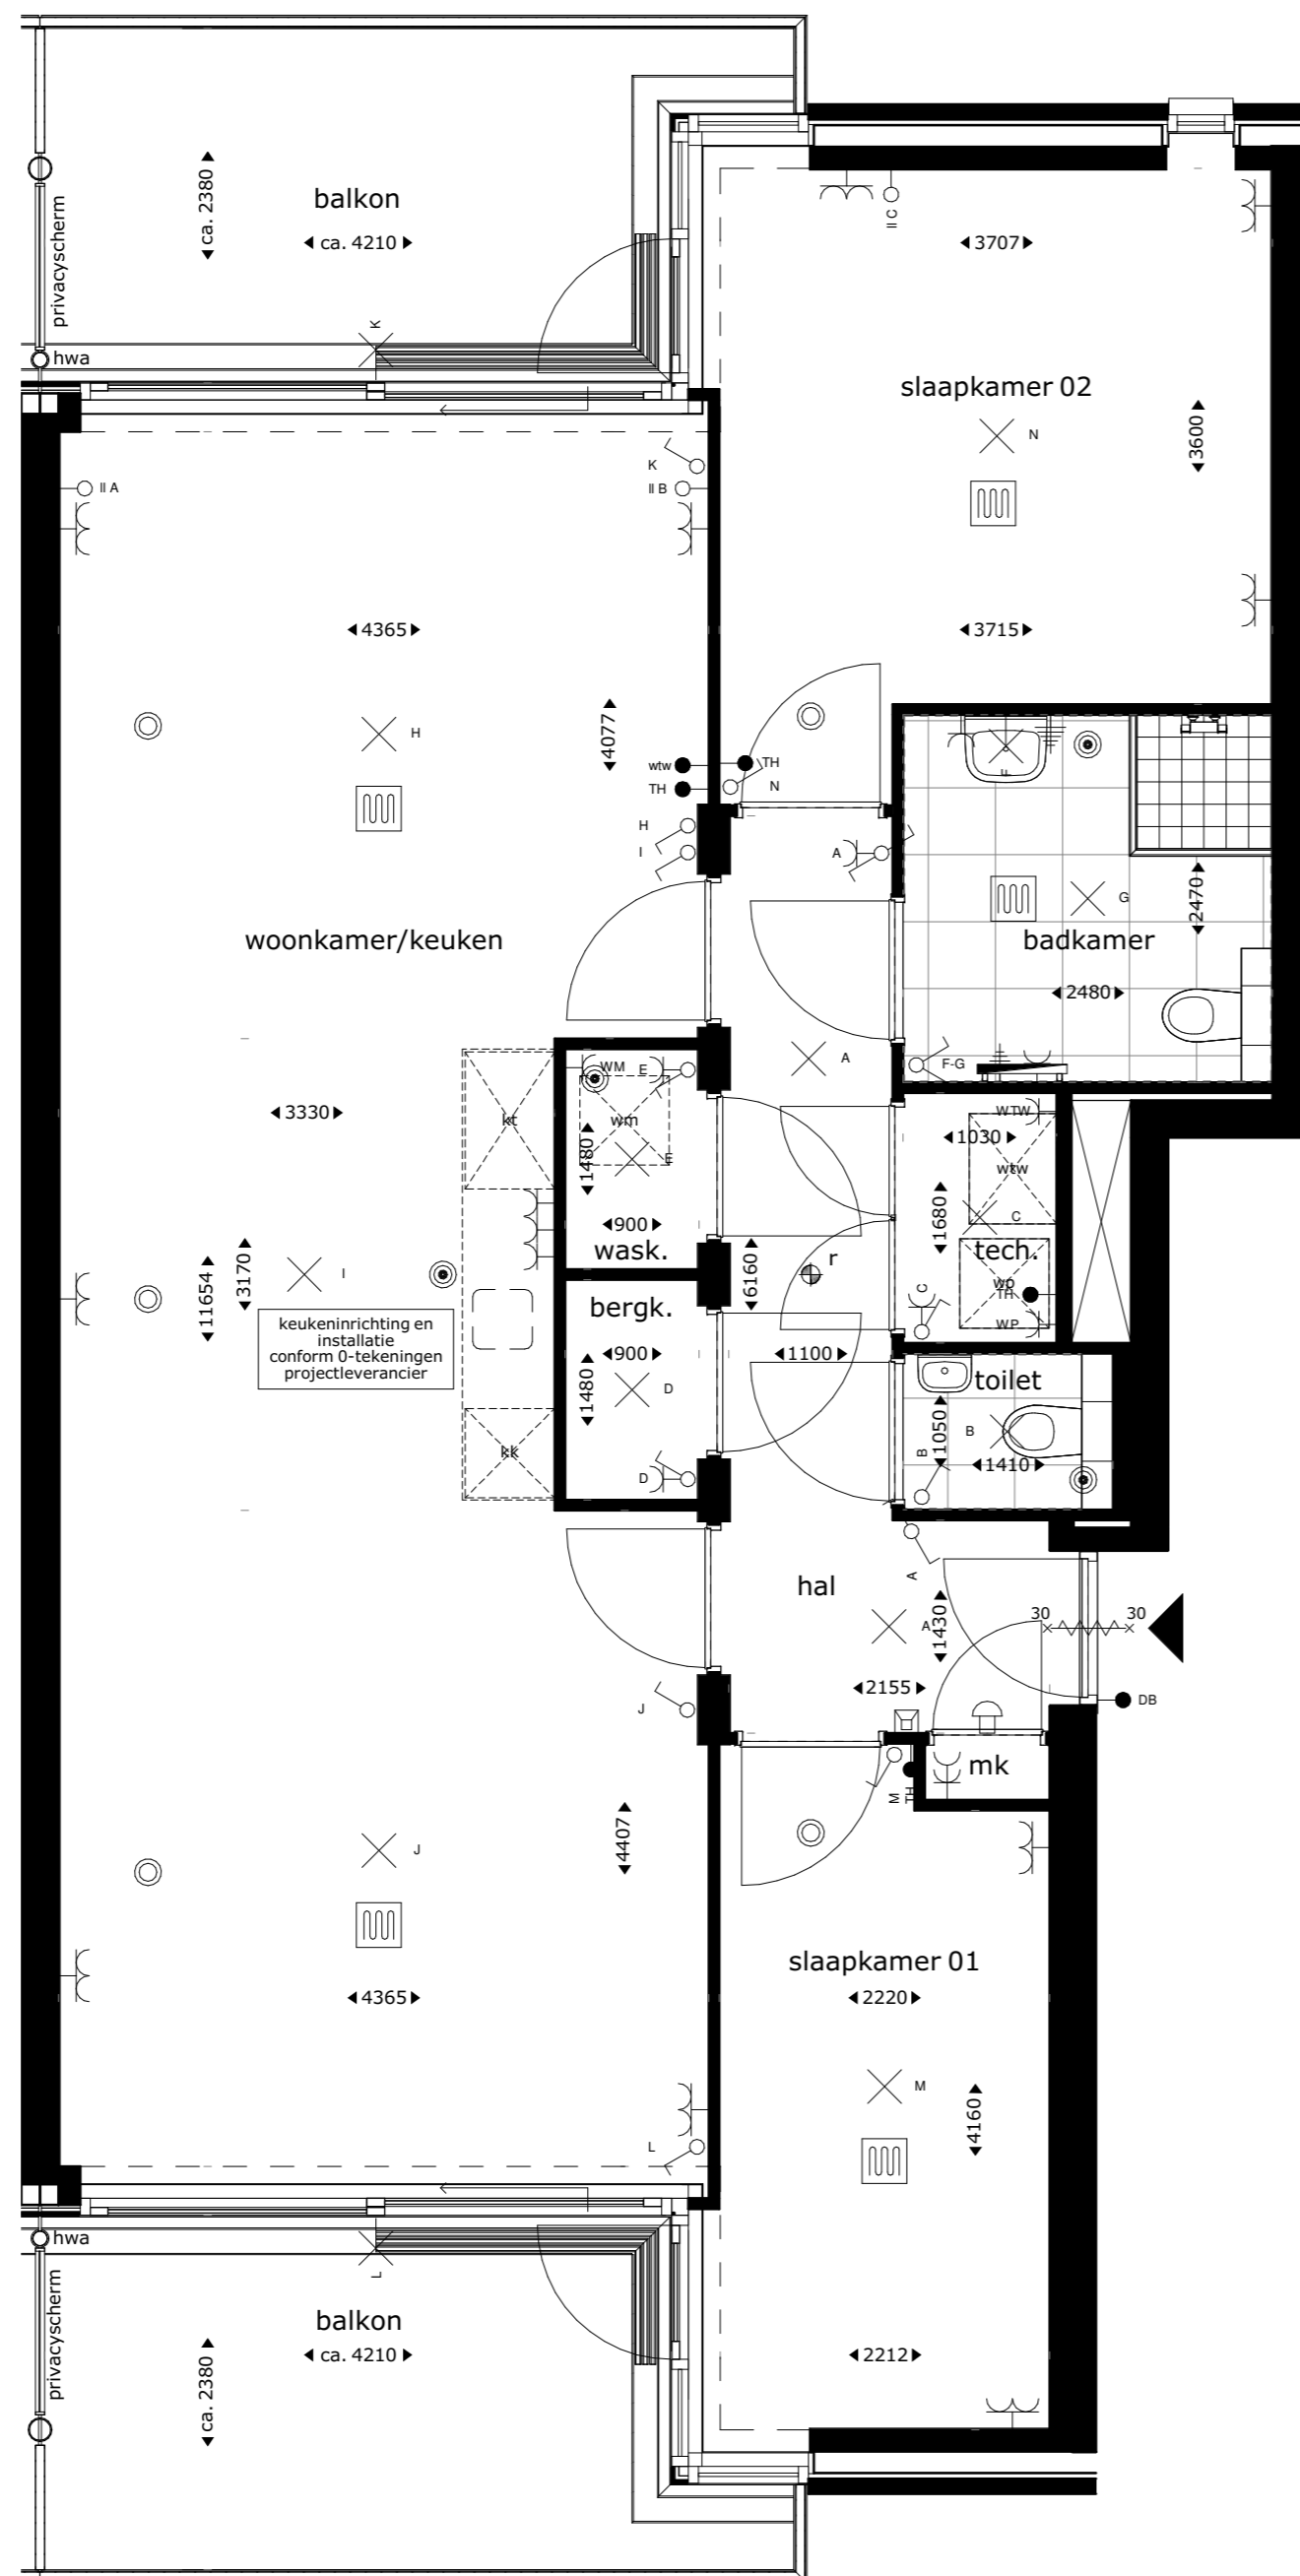 balkon
ca. 2380
ca. 4210
privacyscherm
hwa
K
II C
3707
slaapkamer 02
N
3600
3715
K
II A
II B
4365
4077
H
wtw
TH
TH
N
H
I
A
F
G
2470
woonkamer/keuken
badkamer
2480
F-G
A
3330
kt
WM
E
wm
1480
E
900
wask.
WTW
1030
wtw
1680
C
tech.
wp
TH
C
WP
6160
r
11654
3170
I
keukeninrichting en
installatie
conform 0-tekeningen
projectleverancier
bergk.
900
1480
D
D
kk
1100
toilet
1050
B
B
1410
hal
A
A
1430
30
30
2155
DB
J
mk
M
TH
4407
J
slaapkamer 01
4365
2220
M
4160
L
hwa
L
privacyscherm
balkon
ca. 4210
ca. 2380
2212